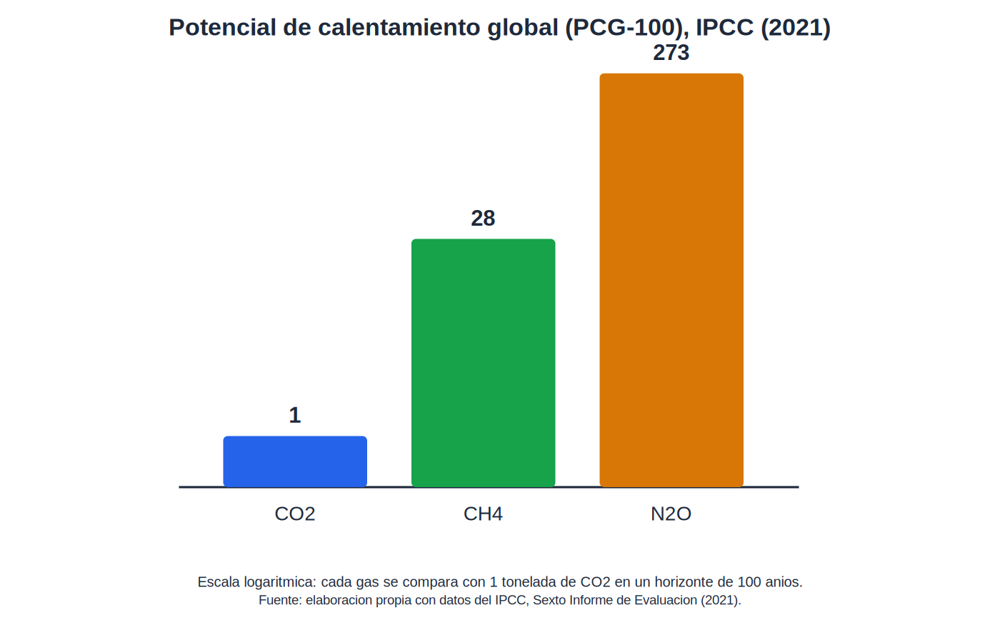 Potencial de calentamiento global (PCG-100), IPCC (2021)
273
28
1
CO2
CH4
N2O
Escala logaritmica: cada gas se compara con 1 tonelada de CO2 en un horizonte de 100 anios.
Fuente: elaboracion propia con datos del IPCC, Sexto Informe de Evaluacion (2021).